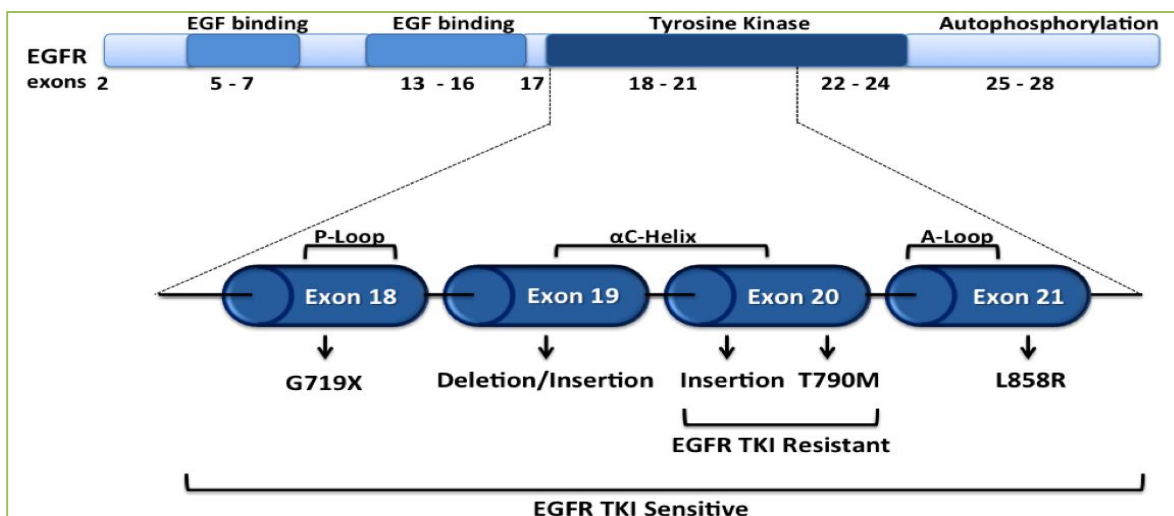 EGF binding EGF binding Tyrosine Kinase Autophosphorylation
EGFR
exons 2 5 - 7 13 - 16 17 18 - 21 22 - 24 25 - 28
P-Loop αC-Helix A-Loop
Exon 18 Exon 19 Exon 20 Exon 21
G719X Deletion/Insertion Insertion T790M L858R
EGFR TKI Resistant
EGFR TKI Sensitive